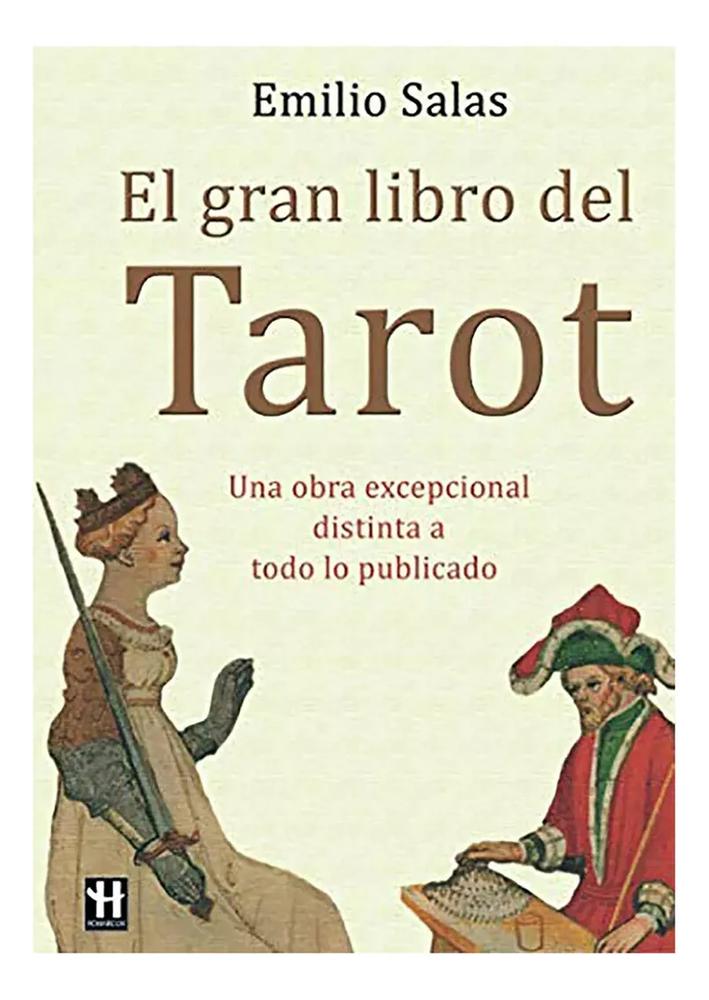 Emilio Salas
El gran libro del
Tarot
Una obra excepcional
distinta a
todo lo publicado
H